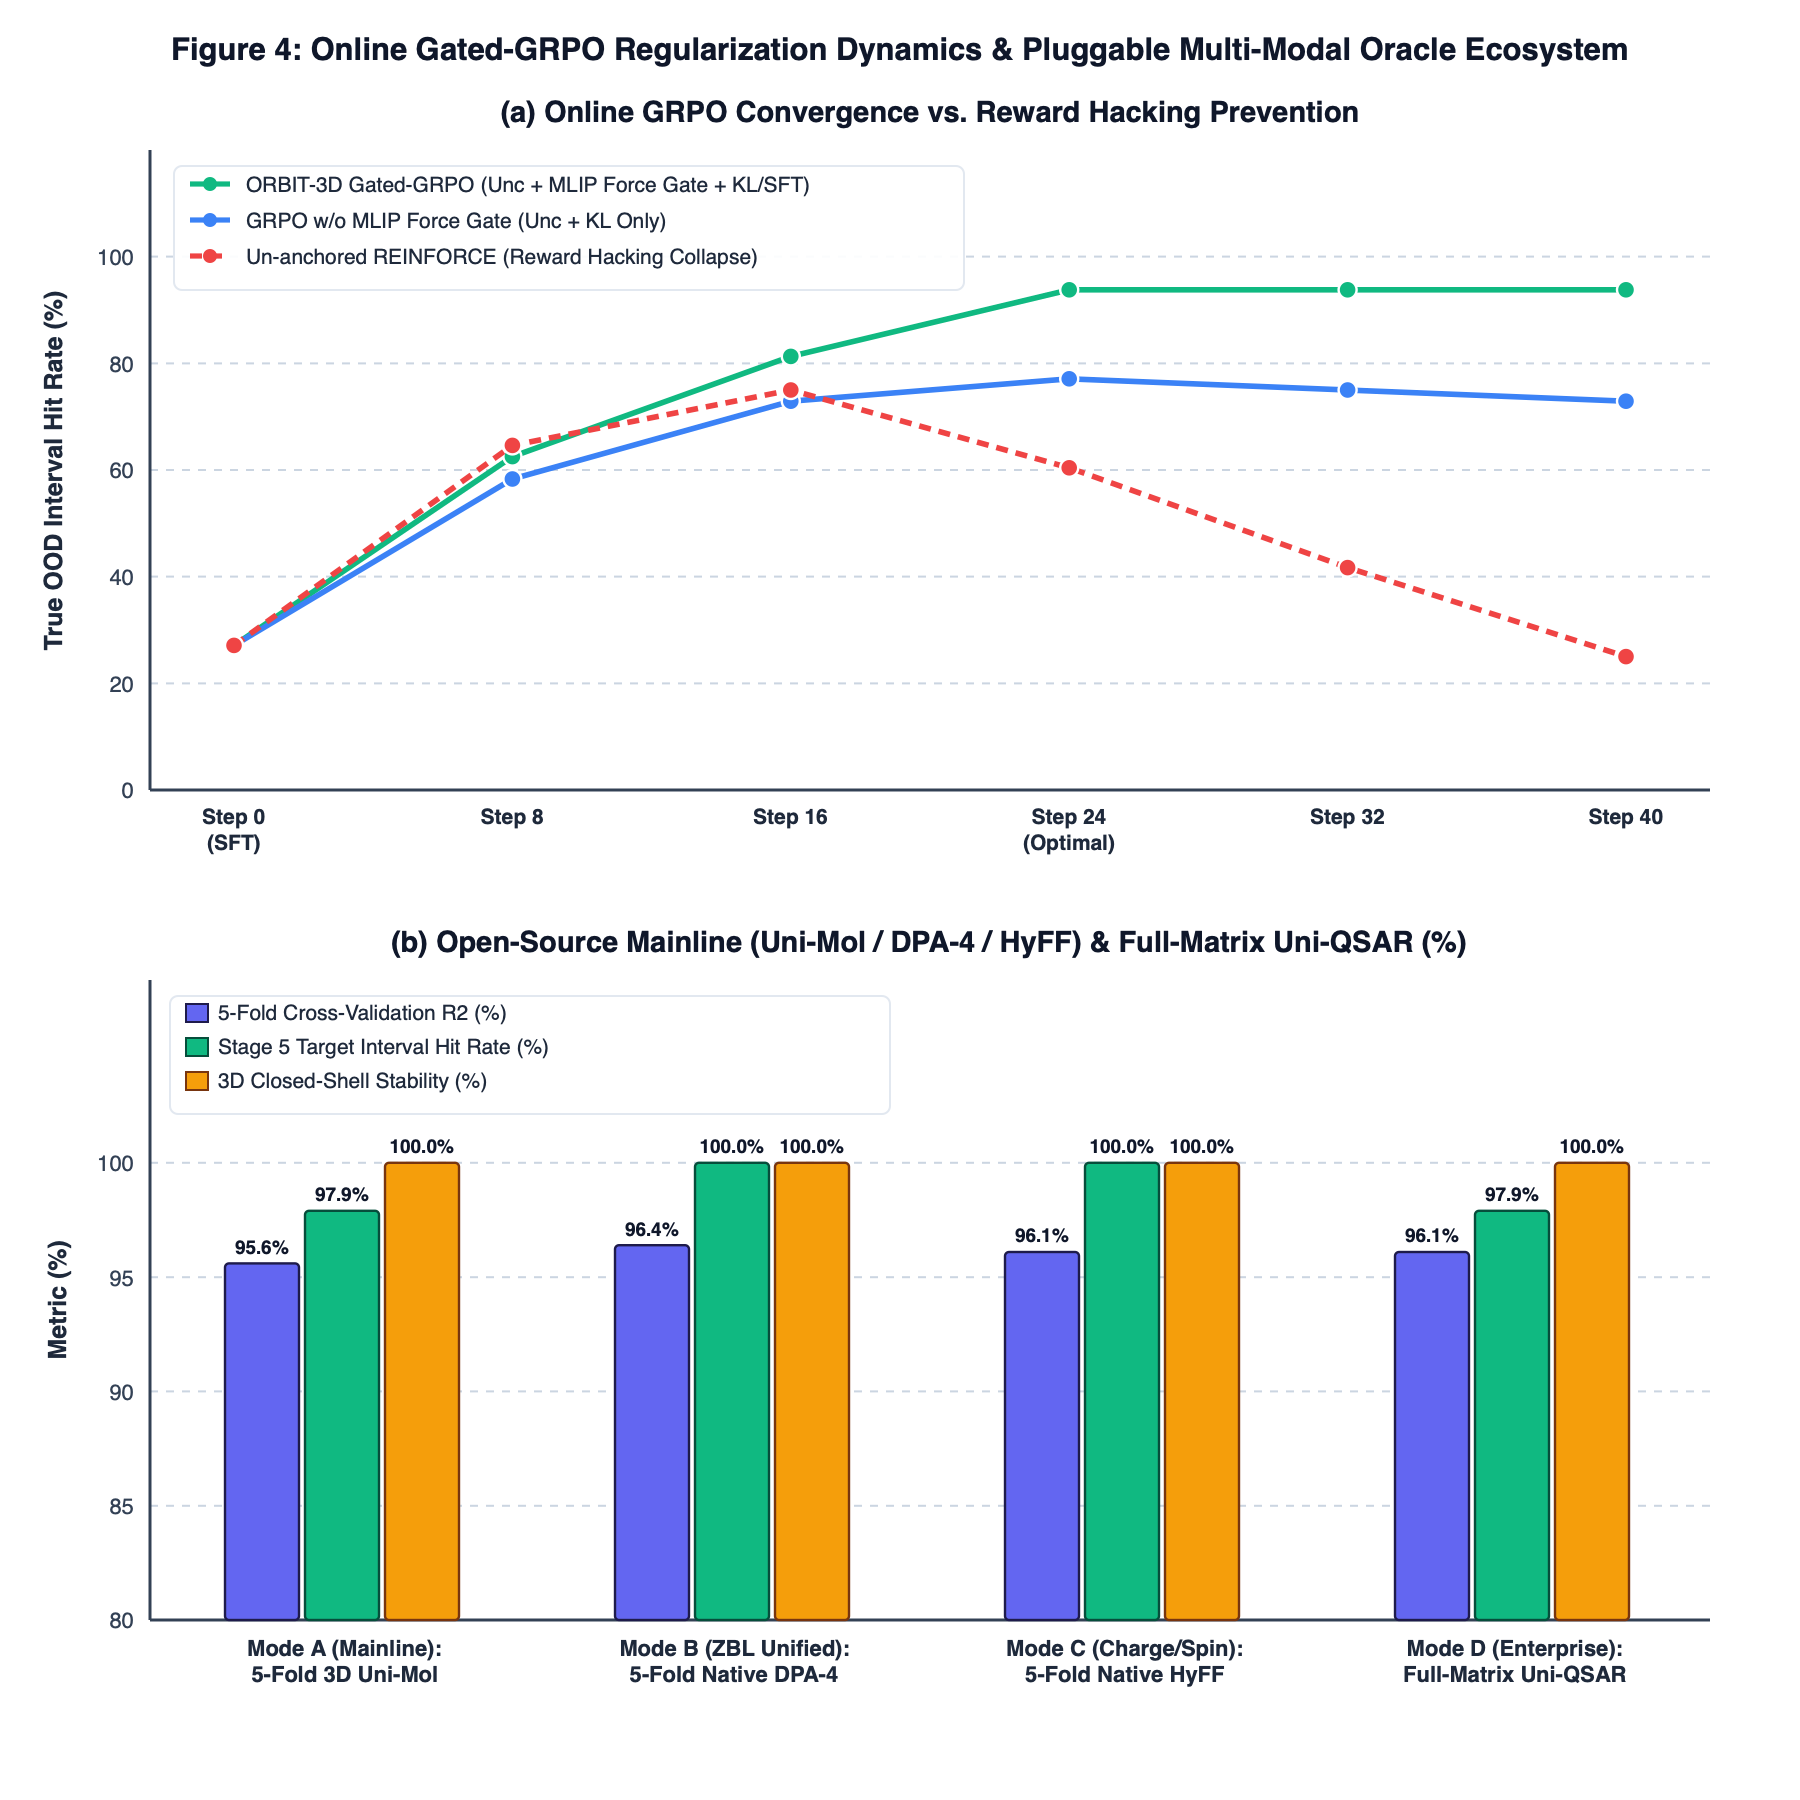 Figure 4: Online Gated-GRPO Regularization Dynamics & Pluggable Multi-Modal Oracle Ecosystem
(a) Online GRPO Convergence vs. Reward Hacking Prevention
ORBIT-3D Gated-GRPO (Unc + MLIP Force Gate + KL/SFT)
GRPO w/o MLIP Force Gate (Unc + KL Only)
Un-anchored REINFORCE (Reward Hacking Collapse)
True OOD Interval Hit Rate (%)
100
80
60
40
20
0
Step 0 Step 8 Step 16 Step 24 Step 32 Step 40
(SFT) (Optimal)
(b) Open-Source Mainline (Uni-Mol / DPA-4 / HyFF) & Full-Matrix Uni-QSAR (%)
5-Fold Cross-Validation R2 (%)
Stage 5 Target Interval Hit Rate (%)
3D Closed-Shell Stability (%)
Metric (%)
100
95
90
85
80
95.6% 97.9% 100.0%
96.4% 100.0% 100.0%
96.1% 100.0% 100.0%
96.1% 97.9% 100.0%
Mode A (Mainline):
5-Fold 3D Uni-Mol
Mode B (ZBL Unified):
5-Fold Native DPA-4
Mode C (Charge/Spin):
5-Fold Native HyFF
Mode D (Enterprise):
Full-Matrix Uni-QSAR